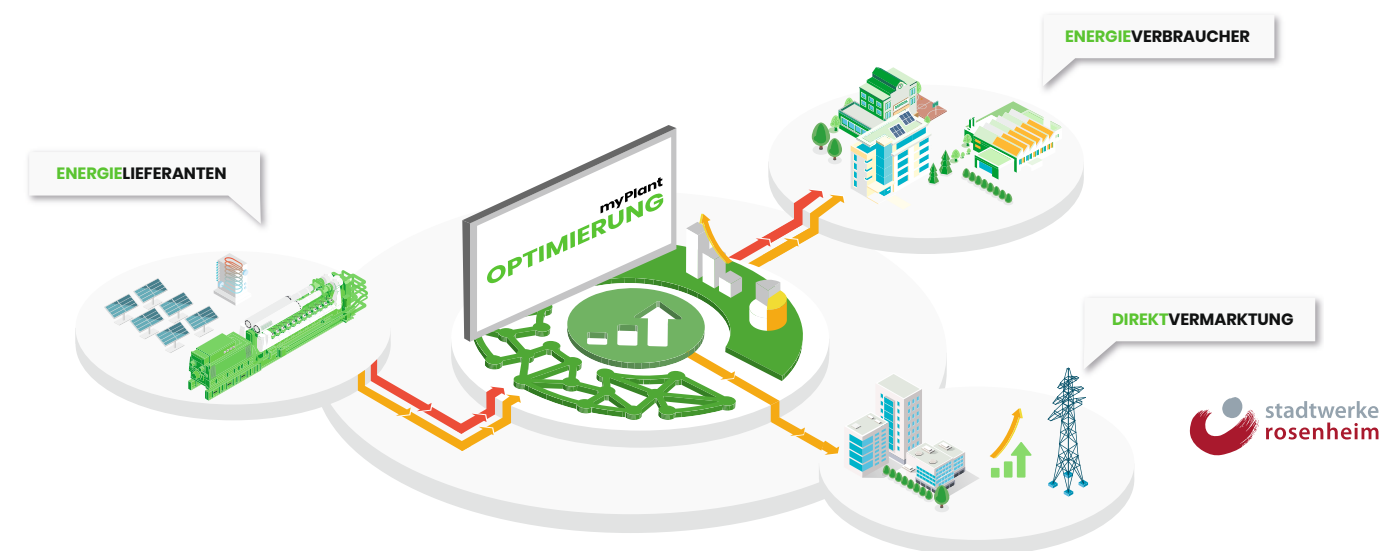 ENERGIEVERBRAUCHER
ENERGIELIEFERANTEN
myPlant
OPTIMIERUNG
DIREKTVERMARKTUNG
stadtwerke
rosenheim